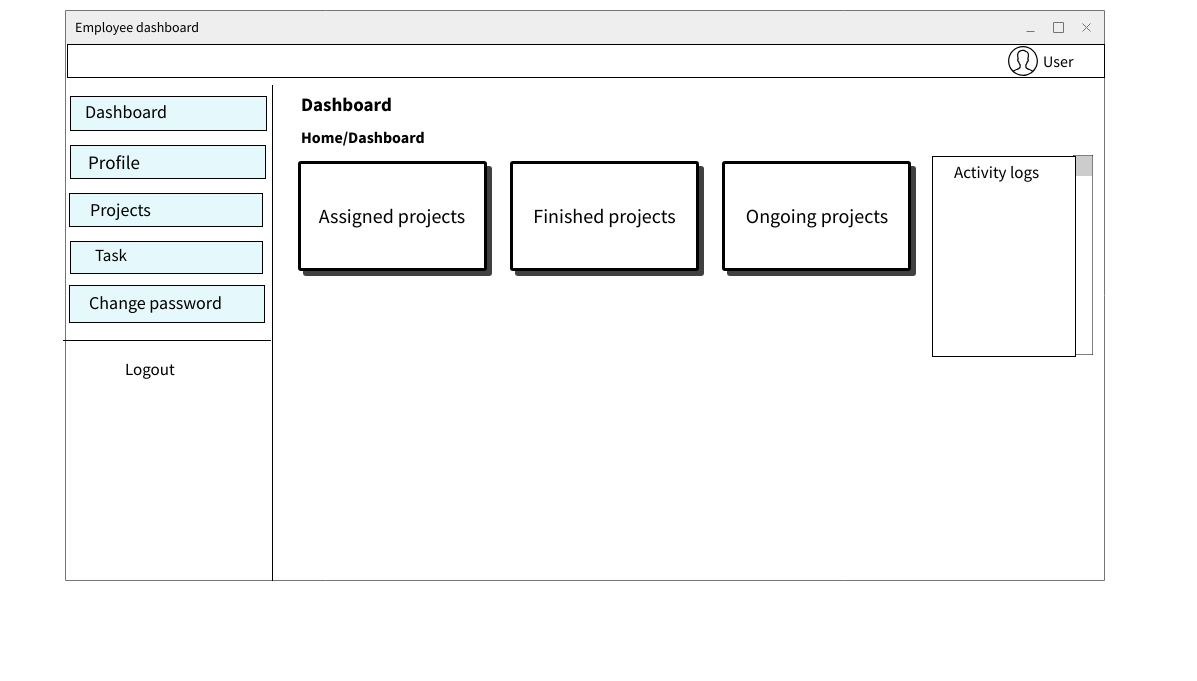 Employee dashboard
User
Dashboard
Profile
Projects
Task
Change password
Logout
Dashboard
Home/Dashboard
Assigned projects
Finished projects
Ongoing projects
Activity logs